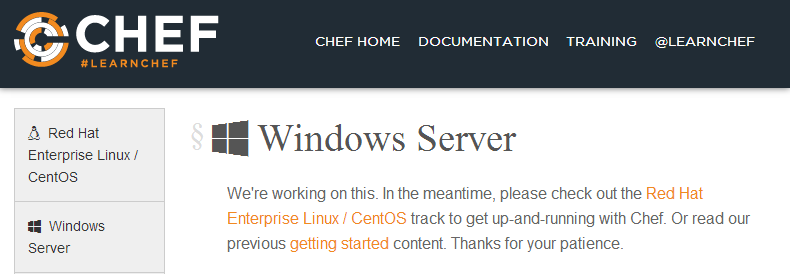 CHEF
#LEARNCHEF
CHEF HOME DOCUMENTATION TRAINING @LEARNCHEF
Red Hat
Enterprise Linux /
CentOS
Windows
Server
§ Windows Server
We're working on this. In the meantime, please check out the Red Hat
Enterprise Linux / CentOS track to get up-and-running with Chef. Or read our
previous getting started content. Thanks for your patience.